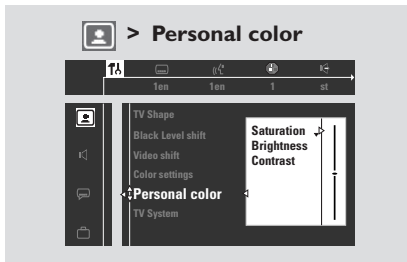 > Personal color
1en 1en 1 st
TV Shape
Black Level shift
Video shift
Color settings
Personal color
TV System
Saturation
Brightness
Contrast